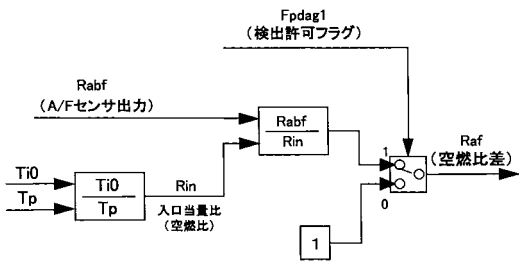 Fpdag1
(検出許可フラグ)
Rabf
(A/Fセンサ出力)
Rabf
Rin
1
Raf
(空燃比差)
Ti0
Tp
Ti0
Tp
Rin
入口当量比
(空燃比)
0
1